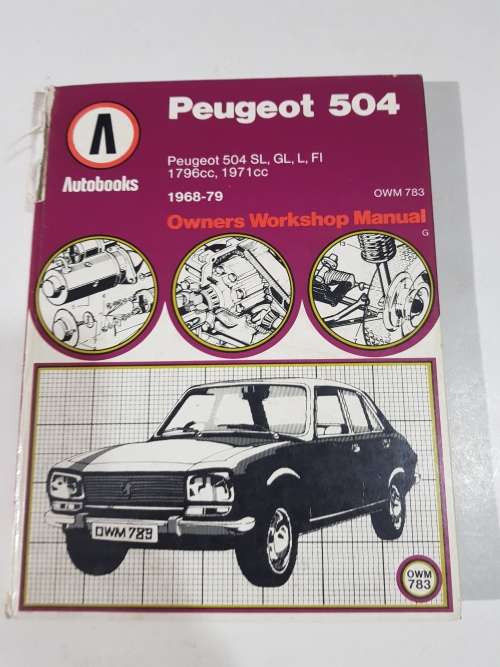 Λ
Autobooks
Peugeot 504
Peugeot 504 SL, GL, L, FI
1796cc, 1971cc
1968-79
OWM 783
Owners Workshop Manual
G
OWM 789
OWM
783